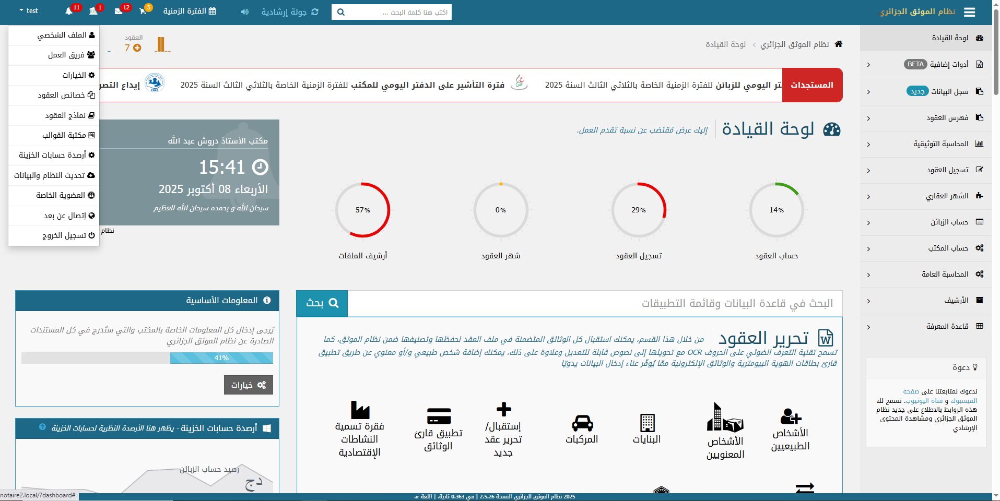 نظام الموثق الجزائري
اكتب هنا كلمة البحث ...
جولة إرشادية
الفترة الزمنية
5
12
1
11
test
لوحة القيادة
أدوات إضافية BETA
سجل البيانات جديد
فهرس العقود
المحاسبة التوثيقية
تسجيل العقود
الشهر العقاري
حساب الزبائن
حساب المكتب
المحاسبة العامة
الأرشيف
قاعدة المعرفة
دعوة
ندعوك لمتابعتنا على صفحة
الفيسبوك و قناة اليوتيوب. تسمح لك
هذه الروابط بالاطلاع على جديد نظام
الموثق الجزائري ومشاهدة المحتوى
الإرشادي
نظام الموثق الجزائري
لوحة القيادة
العقود
7
المستجدات
اليومي للزبائن للفترة الزمنية الخاصة بالثلاثي الثالث السنة 2025
فترة التأشير على الدفتر اليومي للمكتب للفترة الزمنية الخاصة بالثلاثي الثالث السنة 2025
CNAS
إيداع
لوحة القيادة
إليك عرض مُقتضب عن نسبة تقدم العمل.
14%
29%
0%
57%
حساب العقود
تسجيل العقود
شهر العقود
أرشيف الملفات
مكتب الأستاذ دروش عبد الله
15:41
الأربعاء 08 أكتوبر 2025
سبحان الله و بحمده سبحان الله العظيم
نظام
الملف الشخصي
فريق العمل
الخيارات
خصائص العقود
نماذج العقود
مكتبة القوالب
أرصدة حسابات الخزينة
تحديث النظام والبيانات
العضوية الخاصة
إتصال عن بعد
تسجيل الخروج
البحث في قاعدة البيانات وقائمة التطبيقات
بحث
تحرير العقود
من خلال هذا القسم، يمكنك استقبال كل الوثائق المتضمنة في ملف العقد لحفظها وتصنيفها ضمن نظام الموثق، كما
تسمح تقنية التعرف الضوئي على الحروف OCR مع تحويلها إلى نصوص قابلة للتعديل وعلاوة على ذلك، يمكنك إضافة شخص طبيعي و/أو معنوي عن طريق تطبيق
قارئ بطاقات الهوية البيومترية والوثائق الإلكترونية ممّا يُوفّر عناء إدخال البيانات يدويّا
الأشخاص
الطبيعيين
الأشخاص
المعنويين
البنايات
المركبات
إستقبال/
تحرير عقد
جديد
تطبيق قارئ
الوثائق
فقرة تسمية
النشاطات
الإقتصادية
المعلومات الأساسية
يُرجى إدخال كل المعلومات الخاصة بالمكتب والتي ستُدرج في كل المستندات
الصادرة عن نظام الموثق الجزائري
41%
خيارات
أرصدة حسابات الخزينة - يظهر هنا الأرصدة النظرية لحسابات الخزينة
رصيد حساب الزبائن
دج
notaire2.local/?dashboard#
2025 نظام الموثق الجزائري النسخة 2.5.26 | في 0.363 ثانية. | اللغة ar